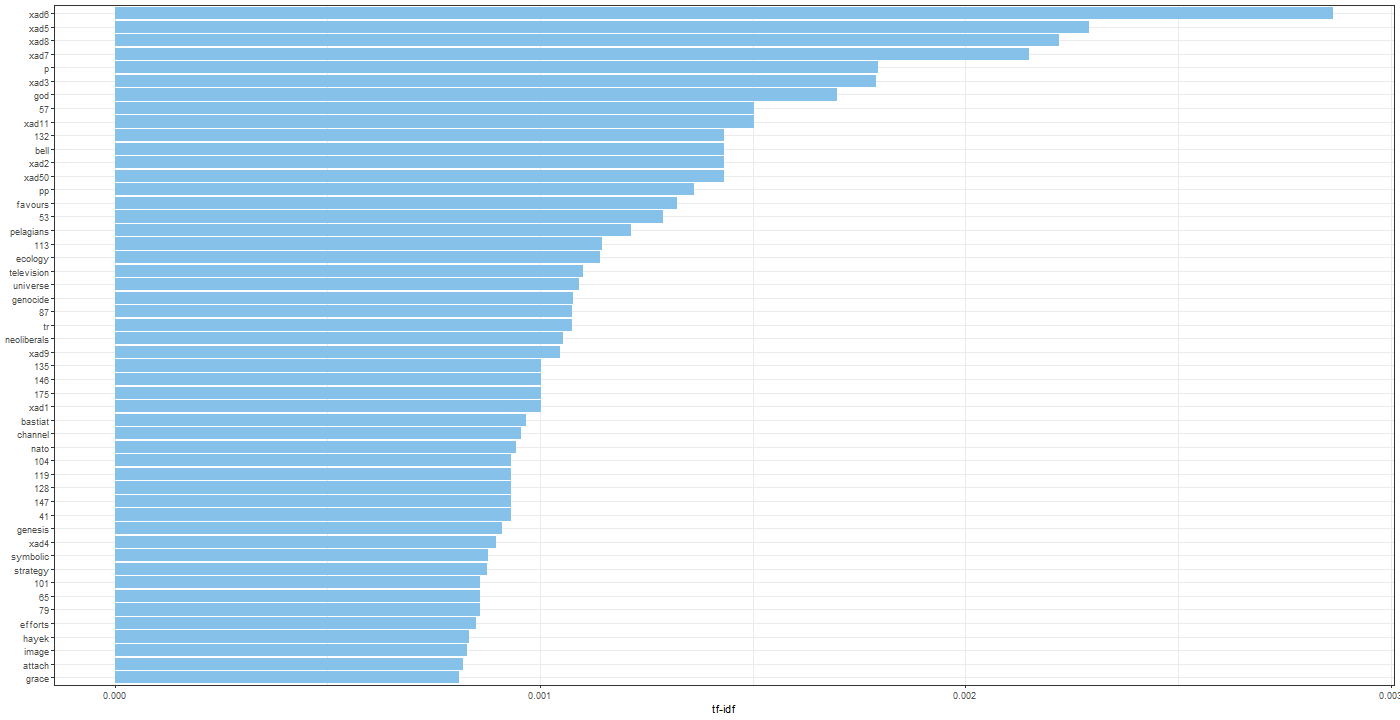 xad6
xad5
xad8
xad7
p
xad3
god
57
xad11
132
bell
xad2
xad50
pp
favours
53
pelagians
113
ecology
television
universe
genocide
87
tr
neoliberals
xad9
135
146
175
xad1
bastiat
channel
nato
104
119
128
147
41
genesis
xad4
symbolic
strategy
101
65
79
efforts
hayek
image
attach
grace
0.000 0.001 0.002 0.003
tf-idf